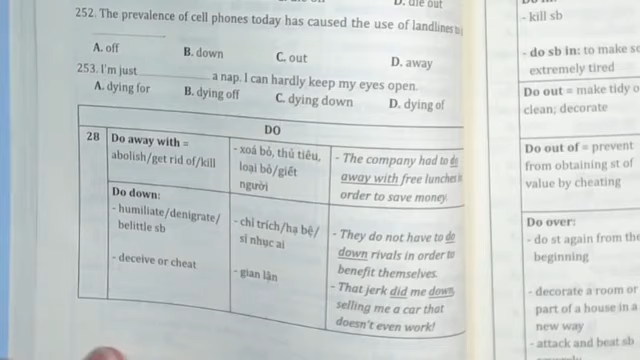 D. die out
252. The prevalence of cell phones today has caused the use of landlines to
A. off
B. down
C. out
D. away
253. I'm just __________ a nap. I can hardly keep my eyes open.
A. dying for
B. dying off
C. dying down
D. dying of
DO
28
Do away with =
abolish/get rid of/kill
- xoá bỏ, thủ tiêu,
loại bỏ/giết
người
- The company had to do
away with free lunches in
order to save money.
Do down:
- humiliate/denigrate/
belittle sb
- deceive or cheat
- chỉ trích/hạ bệ/
sỉ nhục ai
- gian lận
- They do not have to do
down rivals in order to
benefit themselves.
- That jerk did me down,
selling me a car that
doesn't even work!
- kill sb
- do sb in: to make
extremely tired
Do out = make tidy
clean; decorate
Do out of = prevent
from obtaining st of
value by cheating
Do over:
- do st again from the
beginning
- decorate a room or
part of a house in a
new way
- attack and beat sb